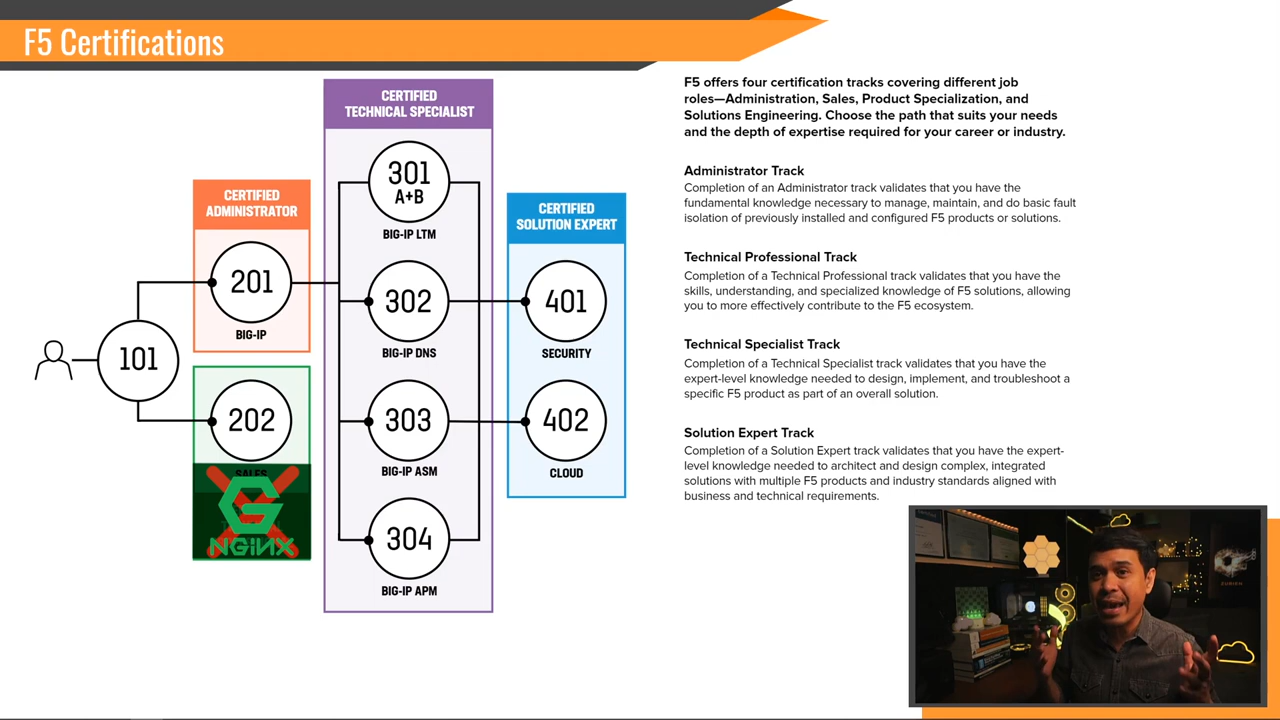 F5 Certifications
CERTIFIED
TECHNICAL SPECIALIST
301
A+B
BIG-IP LTM
302
BIG-IP DNS
303
BIG-IP ASM
304
BIG-IP APM
CERTIFIED
ADMINISTRATOR
201
BIG-IP
101
202
SALES
NGINX
CERTIFIED
SOLUTION EXPERT
401
SECURITY
402
CLOUD
F5 offers four certification tracks covering different job
roles—Administration, Sales, Product Specialization, and
Solutions Engineering. Choose the path that suits your needs
and the depth of expertise required for your career or industry.
Administrator Track
Completion of an Administrator track validates that you have the
fundamental knowledge necessary to manage, maintain, and do basic fault
isolation of previously installed and configured F5 products or solutions.
Technical Professional Track
Completion of a Technical Professional track validates that you have the
skills, understanding, and specialized knowledge of F5 solutions, allowing
you to more effectively contribute to the F5 ecosystem.
Technical Specialist Track
Completion of a Technical Specialist track validates that you have the
expert-level knowledge needed to design, implement, and troubleshoot a
specific F5 product as part of an overall solution.
Solution Expert Track
Completion of a Solution Expert track validates that you have the expert-
level knowledge needed to architect and design complex, integrated
solutions with multiple F5 products and industry standards aligned with
business and technical requirements.